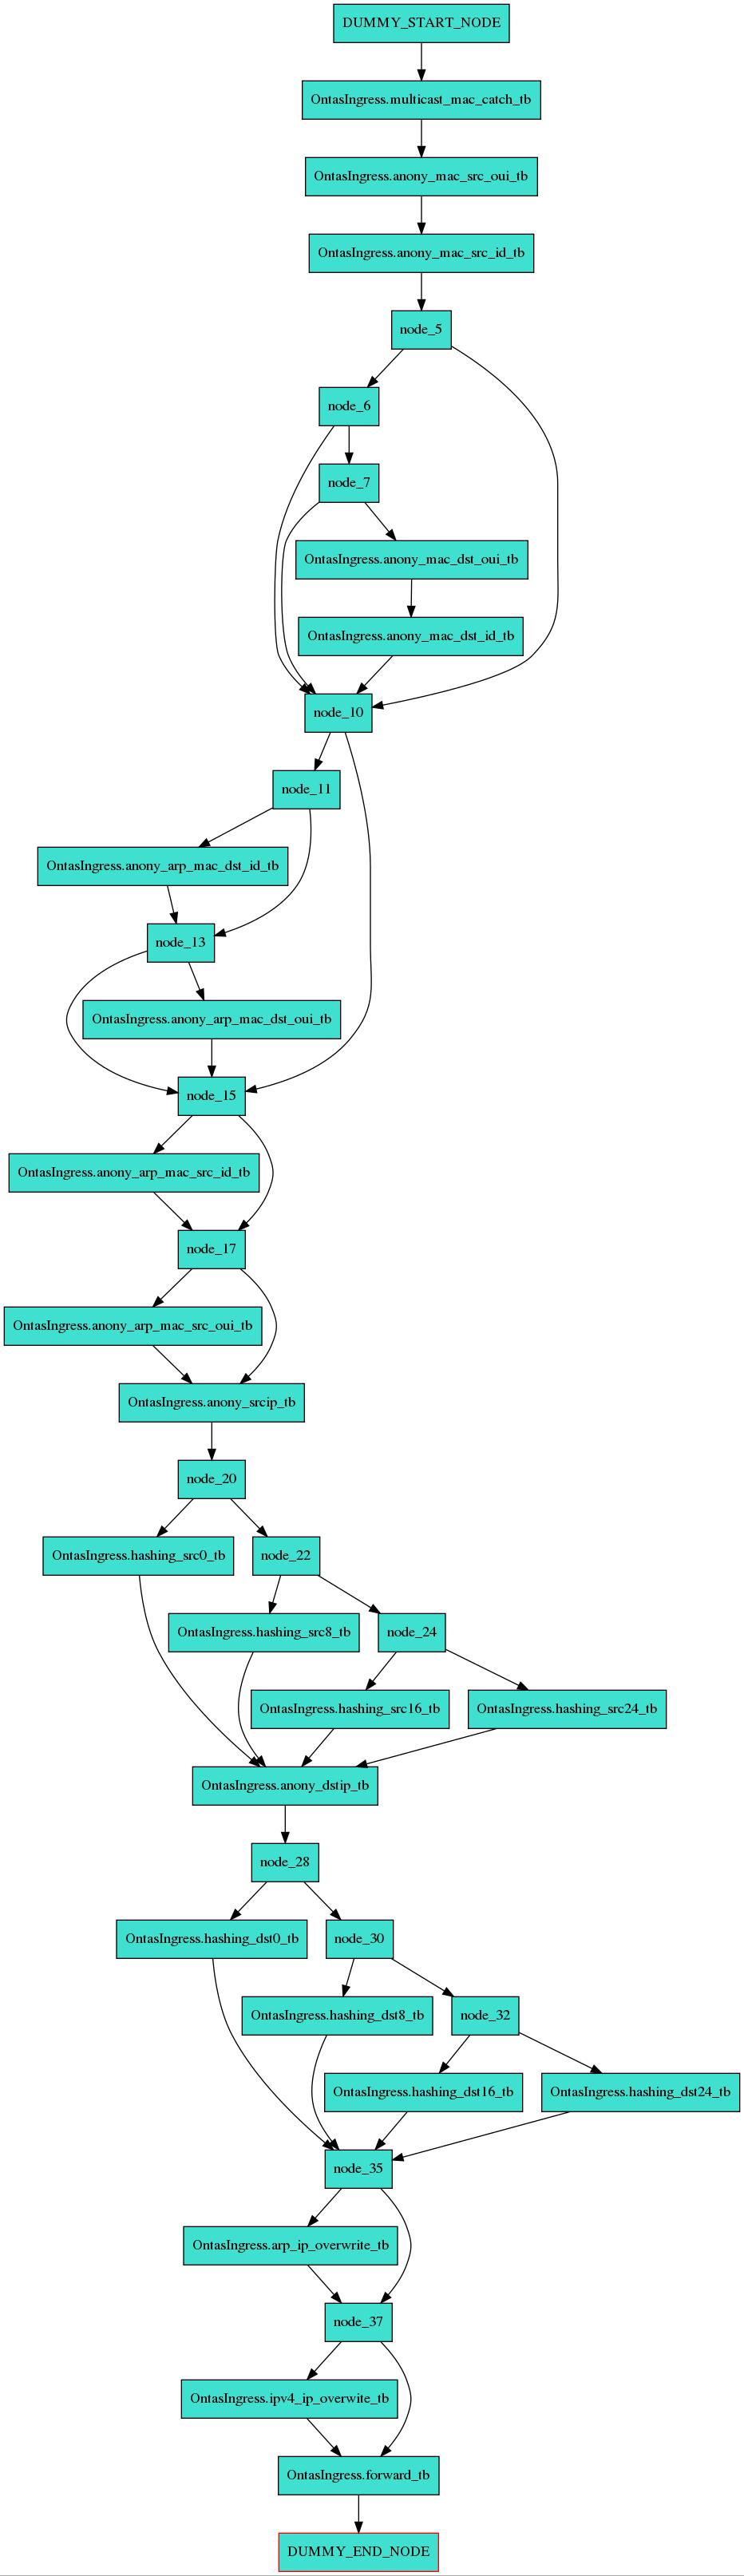 DUMMY_START_NODE
OntasIngress.multicast_mac_catch_tb
OntasIngress.anony_mac_src_oui_tb
OntasIngress.anony_mac_src_id_tb
node_5
node_6
node_7
OntasIngress.anony_mac_dst_oui_tb
OntasIngress.anony_mac_dst_id_tb
node_10
node_11
OntasIngress.anony_arp_mac_dst_id_tb
node_13
OntasIngress.anony_arp_mac_dst_oui_tb
node_15
OntasIngress.anony_arp_mac_src_id_tb
node_17
OntasIngress.anony_arp_mac_src_oui_tb
OntasIngress.anony_srcip_tb
node_20
OntasIngress.hashing_src0_tb
node_22
OntasIngress.hashing_src8_tb
node_24
OntasIngress.hashing_src16_tb
OntasIngress.hashing_src24_tb
OntasIngress.anony_dstip_tb
node_28
OntasIngress.hashing_dst0_tb
node_30
OntasIngress.hashing_dst8_tb
node_32
OntasIngress.hashing_dst16_tb
OntasIngress.hashing_dst24_tb
node_35
OntasIngress.arp_ip_overwrite_tb
node_37
OntasIngress.ipv4_ip_overwite_tb
OntasIngress.forward_tb
DUMMY_END_NODE